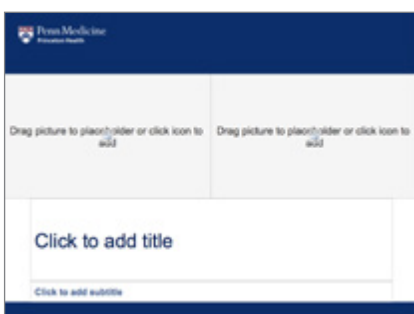 Penn Medicine
Princeton Health
Drag picture to placeholder or click icon to
add
Drag picture to placeholder or click icon to
add
Click to add title
Click to add subtitle